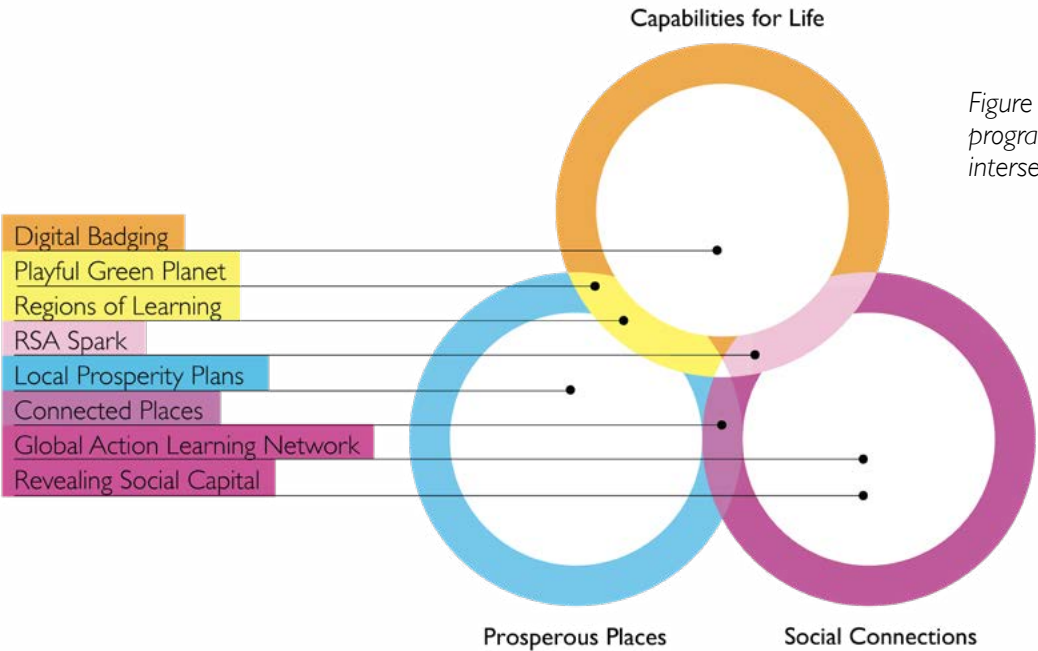 Capabilities for Life
Figure
progra
interse
Digital Badging
Playful Green Planet
Regions of Learning
RSA Spark
Local Prosperity Plans
Connected Places
Global Action Learning Network
Revealing Social Capital
Prosperous Places
Social Connections